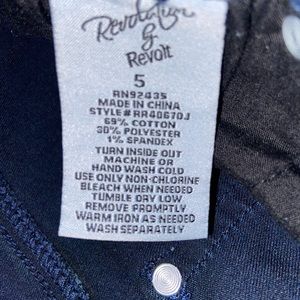 Revolution
by
Revolt
5
RN92435
MADE IN CHINA
STYLE#RR40670J
69% COTTON
30% POLYESTER
1% SPANDEX
TURN INSIDE OUT
MACHINE OR
HAND WASH COLD
USE ONLY NON-CHLORINE
BLEACH WHEN NEEDED
TUMBLE DRY LOW
REMOVE PROMPTLY
WARM IRON AS NEEDED
WASH SEPARATELY